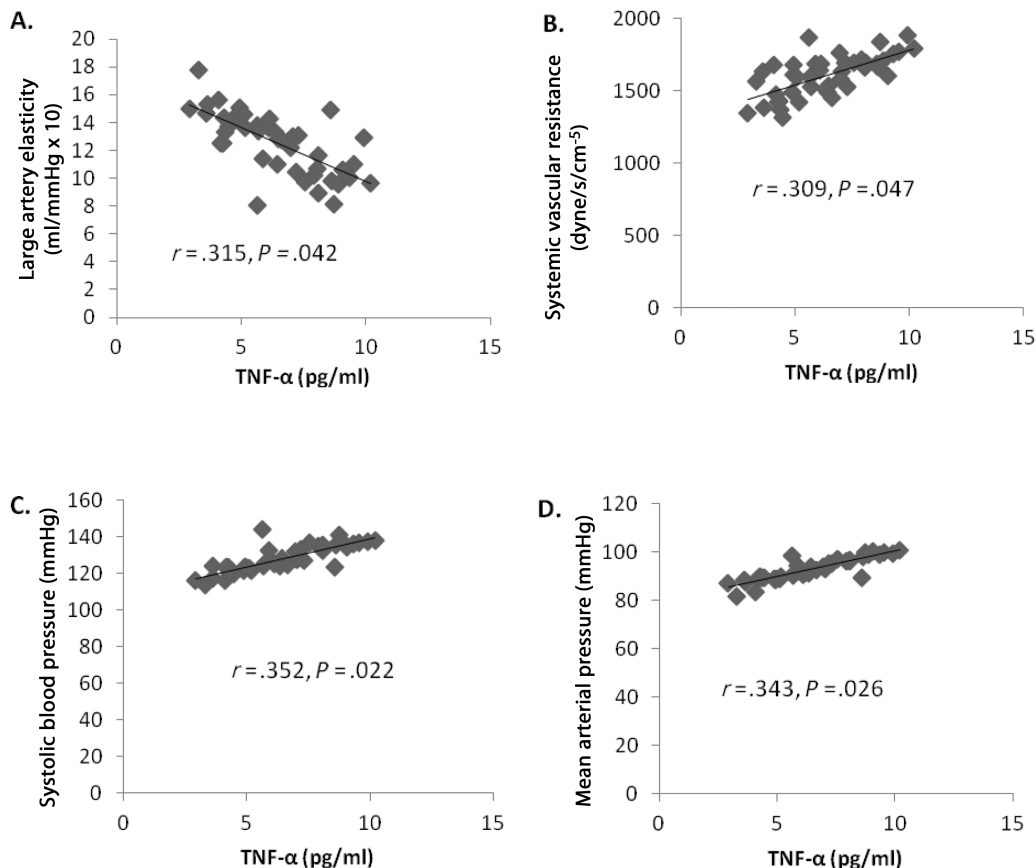 A.
Large artery elasticity
(ml/mmHg x 10)
20
18
16
14
12
10
8
6
4
2
0
r = .315, P = .042
0 5 10 15
TNF-α (pg/ml)
B.
Systemic vascular resistance
(dyne/s/cm-5)
2000
1500
1000
500
0
r = .309, P = .047
0 5 10 15
TNF-α (pg/ml)
C.
Systolic blood pressure (mmHg)
160
140
120
100
80
60
40
20
0
r = .352, P = .022
0 5 10 15
TNF-α (pg/ml)
D.
Mean arterial pressure (mmHg)
120
100
80
60
40
20
0
r = .343, P = .026
0 5 10 15
TNF-α (pg/ml)